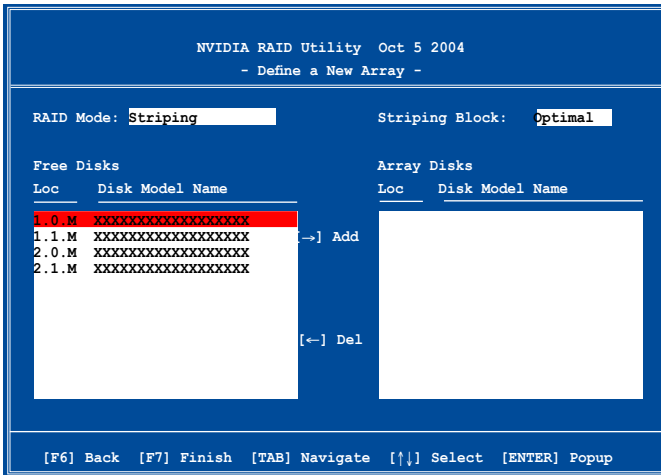 NVIDIA RAID Utility Oct 5 2004
- Define a New Array -
RAID Mode: Striping
Striping Block: Optimal
Free Disks
Loc Disk Model Name
1.0.M XXXXXXXXXXXXXXXXXX
1.1.M XXXXXXXXXXXXXXXXXX
2.0.M XXXXXXXXXXXXXXXXXX
2.1.M XXXXXXXXXXXXXXXXXX
[→] Add
[←] Del
Array Disks
Loc Disk Model Name
[F6] Back [F7] Finish [TAB] Navigate [↑↓] Select [ENTER] Popup